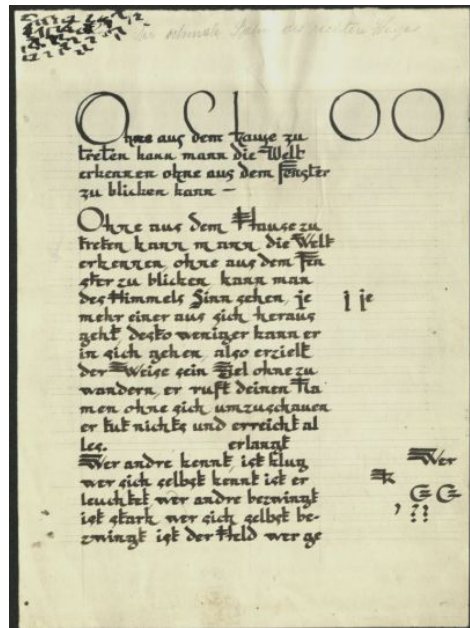 der rechten
O C OO
Ohne aus dem Hause zu
treten kann mann die Welt
erkennen ohne aus dem Fenster
zu blicken kann –
Ohne aus dem Hause zu
treten kann mann die Welt
erkennen, ohne aus dem Fen
ster zu blicken kann man
des Himmels Sinn sehen, je j je
mehr einer aus sich heraus
geht, desto weniger kann er
in sich gehen, also erzielt
der Weise sein Ziel ohne zu
wandern, er ruft deinen Na
men ohne sich umzuschauen
er tut nichts und erreicht al
les. erlangt
Wer andre kennt, ist klug Wer
wer sich selbst kennt ist er
leuchtet wer andre bezwingt G G
ist stark wer sich selbst be- , ??
zwingt ist der Held wer ge